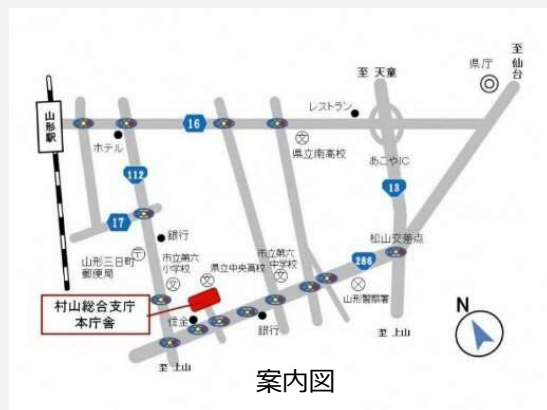 至 仙台
県庁
至 天童
レストラン
山形駅
16
ホテル
県立南高校
あこやIC
112
13
17
銀行
松山交差点
286
山形三日町
郵便局
市立第六
小学校
県立中央高校
市立第六
中学校
山形警察署
村山総合支庁
本庁舎
信金
銀行
至 上山
至 上山
N
案内図